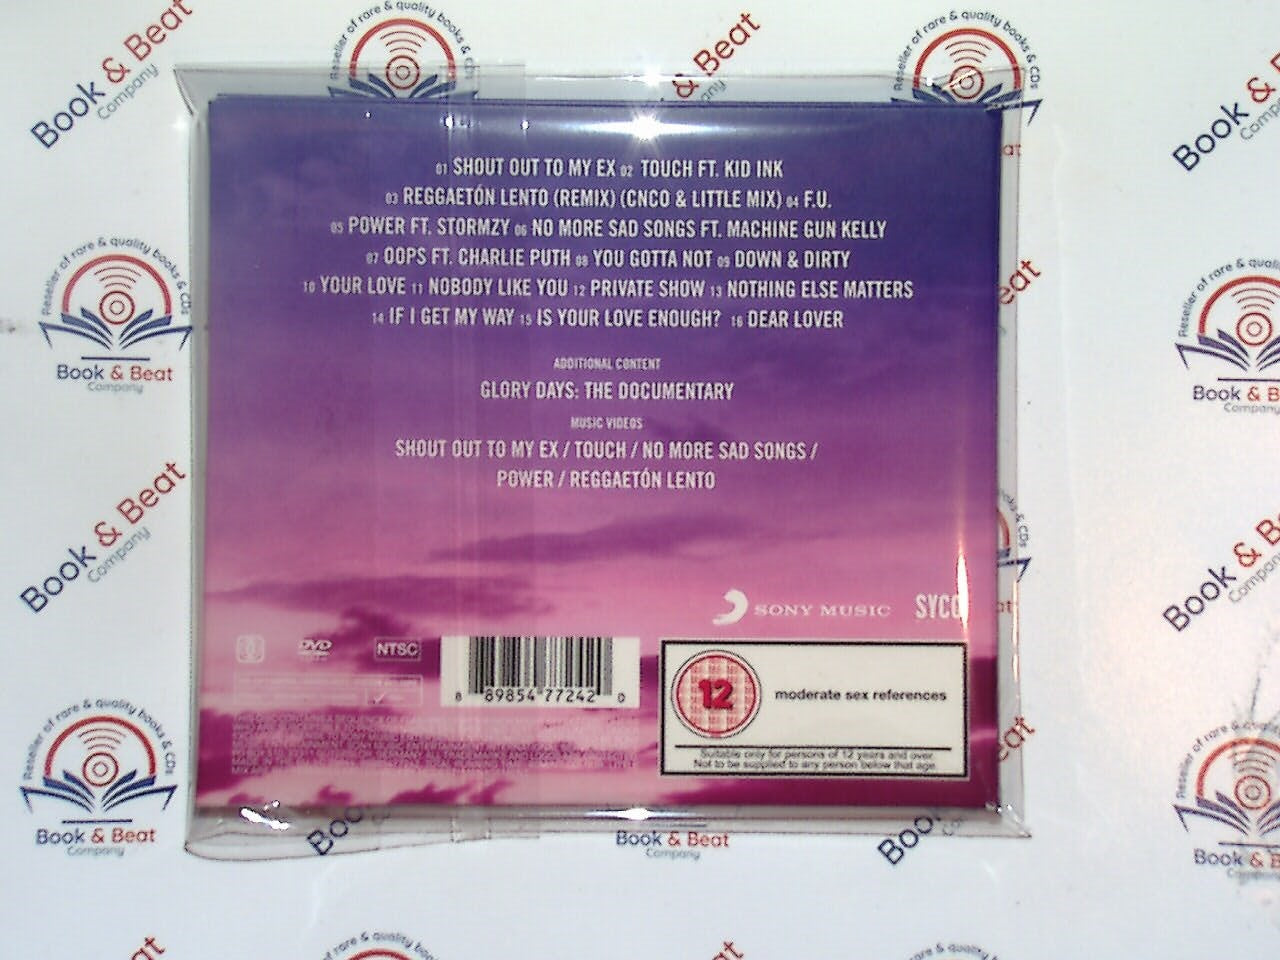 01 SHOUT OUT TO MY EX 02 TOUCH FT. KID INK
03 REGGAETÓN LENTO (REMIX) (CNCO & LITTLE MIX) 04 F.U.
05 POWER FT. STORMZY 06 NO MORE SAD SONGS FT. MACHINE GUN KELLY
07 OOPS FT. CHARLIE PUTH 08 YOU GOTTA NOT 09 DOWN & DIRTY
10 YOUR LOVE 11 NOBODY LIKE YOU 12 PRIVATE SHOW 13 NOTHING ELSE MATTERS
14 IF I GET MY WAY 15 IS YOUR LOVE ENOUGH? 16 DEAR LOVER
ADDITIONAL CONTENT
GLORY DAYS: THE DOCUMENTARY
MUSIC VIDEOS
SHOUT OUT TO MY EX / TOUCH / NO MORE SAD SONGS /
POWER / REGGAETÓN LENTO
SONY MUSIC SYCO
DVD NTSC
8 89854 77242 0
12 moderate sex references
Suitable only for persons of 12 years and over.
Not to be supplied to any person below that age.
Reseller of rare & quality books & CDs
Book & Beat
Company